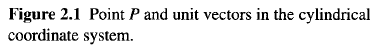 Figure 2.1 Point P and unit vectors in the cylindrical
coordinate system.